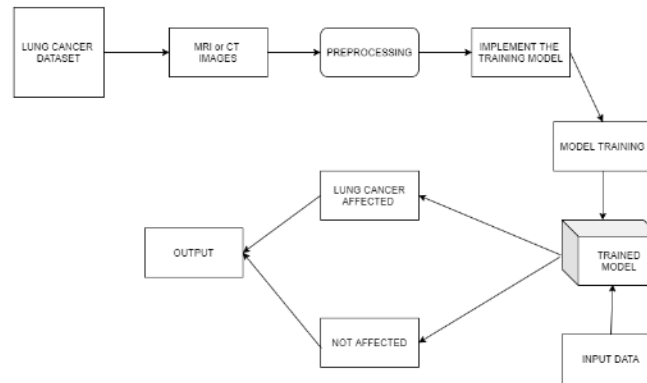 LUNG CANCER
DATASET
MRI or CT
IMAGES
PREPROCESSING
IMPLEMENT THE
TRAINING MODEL
MODEL TRAINING
LUNG CANCER
AFFECTED
OUTPUT
TRAINED
MODEL
NOT AFFECTED
INPUT DATA